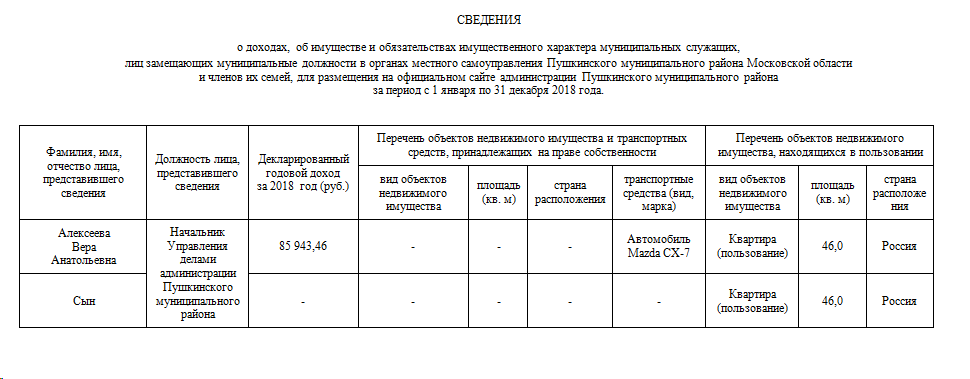 СВЕДЕНИЯ
о доходах, об имуществе и обязательствах имущественного характера муниципальных служащих,
лиц замещающих муниципальные должности в органах местного самоуправления Пушкинского муниципального района Московской области
и членов их семей, для размещения на официальном сайте администрации Пушкинского муниципального района
за период с 1 января по 31 декабря 2018 года.
Фамилия, имя,
отчество лица,
представившего
сведения
Должность лица,
представившего
сведения
Декларированный
годовой доход
за 2018 год (руб.)
Перечень объектов недвижимого имущества и транспортных
средств, принадлежащих на праве собственности
Перечень объектов недвижимого
имущества, находящихся в пользовании
вид объектов
недвижимого
имущества
площадь
(кв. м)
страна
расположения
транспортные
средства (вид,
марка)
вид объектов
недвижимого
имущества
площадь
(кв. м)
страна
расположе
ния
Алексеева
Вера
Анатольевна
Начальник
Управления
делами
администрации
Пушкинского
муниципального
района
85 943,46
-
-
-
Автомобиль
Mazda CX-7
Квартира
(пользование)
46,0
Россия
Сын
-
-
-
-
-
Квартира
(пользование)
46,0
Россия